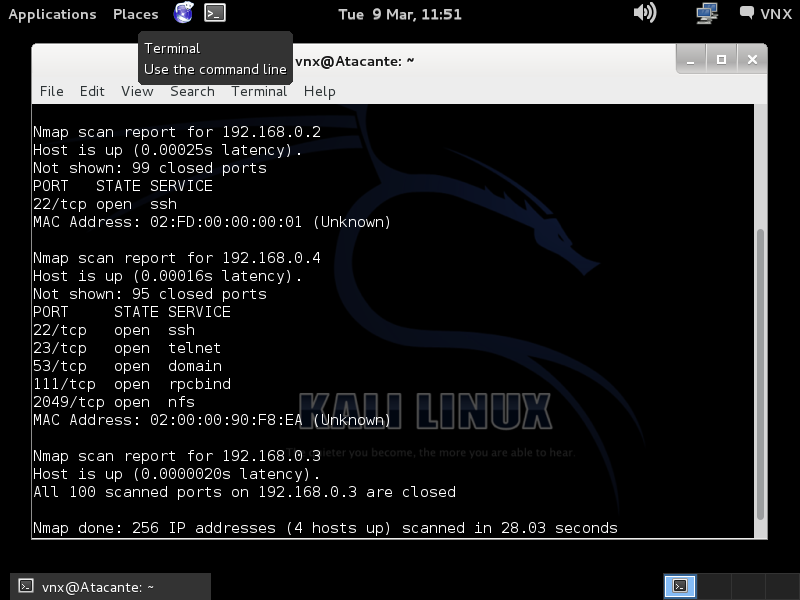 Applications Places Tue 9 Mar, 11:51 VNX
Terminal
Use the command line
vnx@Atacante: ~
File Edit View Search Terminal Help
Nmap scan report for 192.168.0.2
Host is up (0.00025s latency).
Not shown: 99 closed ports
PORT   STATE SERVICE
22/tcp open  ssh
MAC Address: 02:FD:00:00:00:01 (Unknown)
Nmap scan report for 192.168.0.4
Host is up (0.00016s latency).
Not shown: 95 closed ports
PORT     STATE SERVICE
22/tcp   open  ssh
23/tcp   open  telnet
53/tcp   open  domain
111/tcp  open  rpcbind
2049/tcp open  nfs
KALI LINUX
MAC Address: 02:00:00:90:F8:EA (Unknown)
Nmap scan report for 192.168.0.3
you become, the more you are able to hear.
Host is up (0.0000020s latency).
All 100 scanned ports on 192.168.0.3 are closed
Nmap done: 256 IP addresses (4 hosts up) scanned in 28.03 seconds
vnx@Atacante: ~